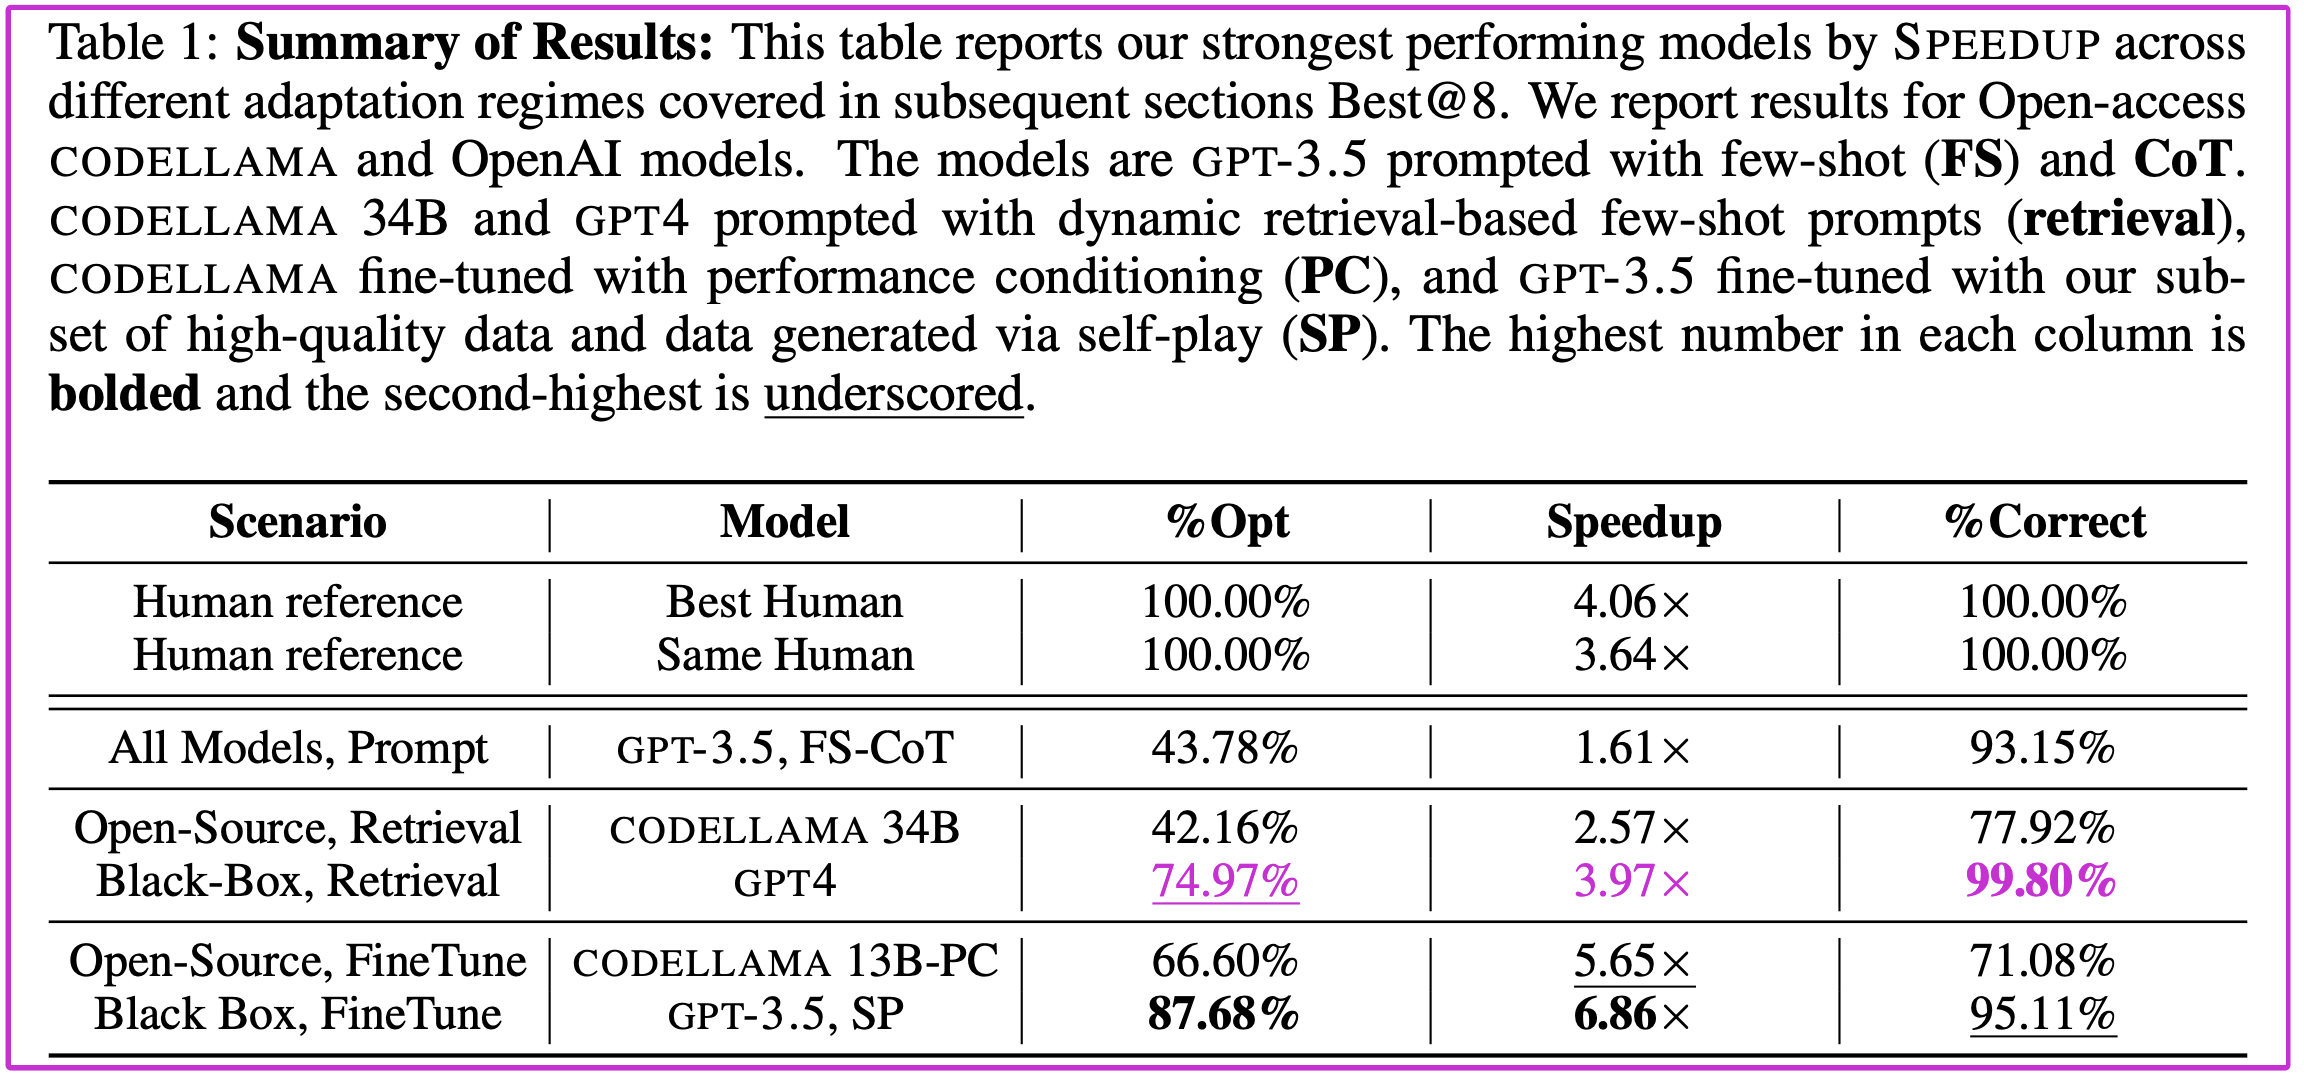 Table 1: Summary of Results: This table reports our strongest performing models by SPEEDUP across
different adaptation regimes covered in subsequent sections Best@8. We report results for Open-access
CODELLAMA and OpenAI models. The models are GPT-3.5 prompted with few-shot (FS) and CoT.
CODELLAMA 34B and GPT4 prompted with dynamic retrieval-based few-shot prompts (retrieval),
CODELLAMA fine-tuned with performance conditioning (PC), and GPT-3.5 fine-tuned with our sub-
set of high-quality data and data generated via self-play (SP). The highest number in each column is
bolded and the second-highest is underscored.
Scenario Model %Opt Speedup %Correct
Human reference Best Human 100.00% 4.06× 100.00%
Human reference Same Human 100.00% 3.64× 100.00%
All Models, Prompt GPT-3.5, FS-CoT 43.78% 1.61× 93.15%
Open-Source, Retrieval CODELLAMA 34B 42.16% 2.57× 77.92%
Black-Box, Retrieval GPT4 74.97% 3.97× 99.80%
Open-Source, FineTune CODELLAMA 13B-PC 66.60% 5.65× 71.08%
Black Box, FineTune GPT-3.5, SP 87.68% 6.86× 95.11%